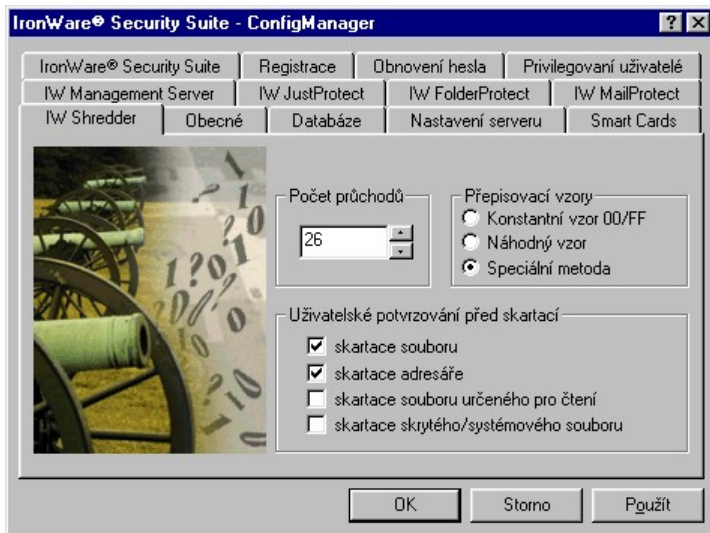 IronWare® Security Suite - ConfigManager
IronWare® Security Suite
Registrace
Obnovení hesla
Privilegovaní uživatelé
IW Management Server
IW JustProtect
IW FolderProtect
IW MailProtect
IW Shredder
Obecné
Databáze
Nastavení serveru
Smart Cards
Počet průchodů
26
Přepisovací vzory
Konstantní vzor 00/FF
Náhodný vzor
Speciální metoda
Uživatelské potvrzování před skartací
skartace souboru
skartace adresáře
skartace souboru určeného pro čtení
skartace skrytého/systémového souboru
OK
Storno
Použít